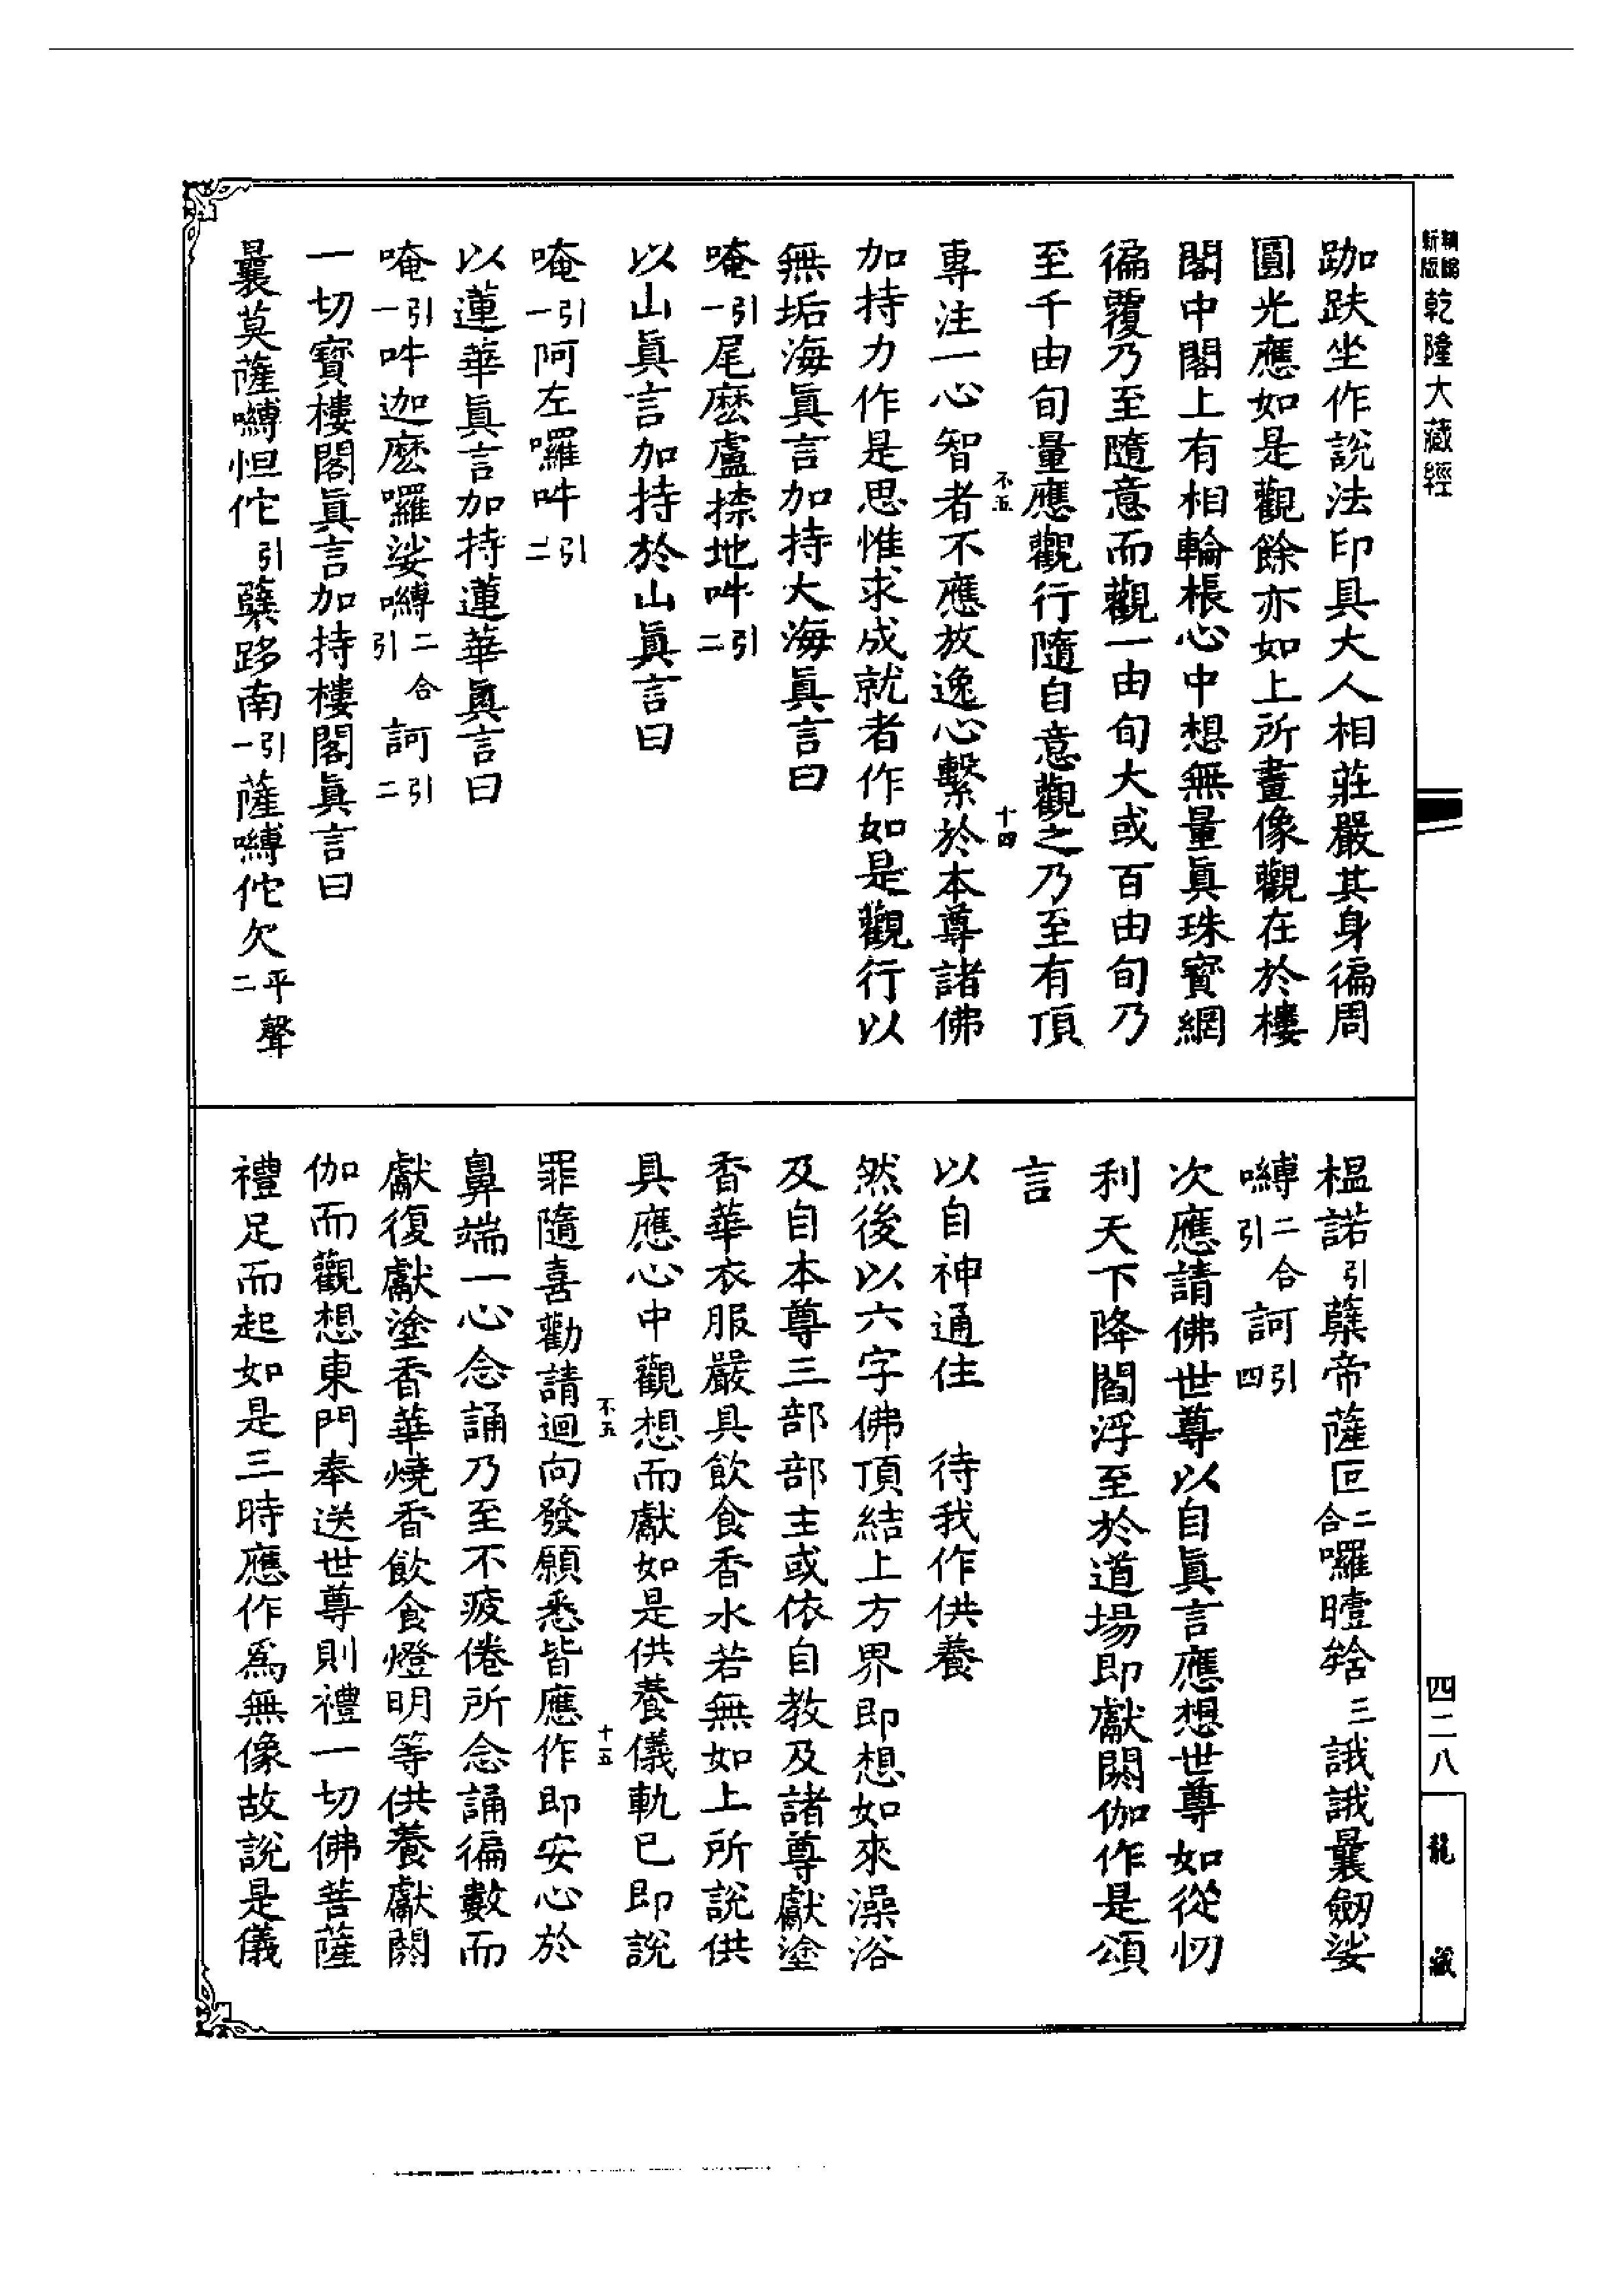 新版 乾隆大藏經
跏趺坐作說法印具大人相莊嚴其身徧周
圓光應如是觀餘亦如上所畫像觀在於樓
閣中閣上有相輪棖心中想無量眞珠寶網
徧覆乃至隨意而觀一由旬大或百由旬乃
至千由旬量應觀行隨自意觀之乃至有頂
不五 十四
專注一心智者不應放逸心繫於本尊諸佛
加持力作是思惟求成就者作如是觀行以
無垢海眞言加持大海眞言曰
唵引一尾麽盧捺地吽引二
以山眞言加持於山眞言曰
唵引一阿左囉吽引二
以蓮華眞言加持蓮華眞言曰
唵引一吽迦麽囉娑嚩二合引訶引二
一切寶樓閣眞言加持樓閣眞言曰
曩莫薩嚩怛佗引蘖跢南引一薩嚩佗欠平聲二
榲諾引蘖帝薩叵二合囉曀𤚥三誐誐曩劒娑
嚩二合引訶引四
次應請佛世尊以自眞言應想世尊如從忉
利天下降閻浮至於道場即獻閼伽作是頌
言
以自神通住 待我作供養
然後以六字佛頂結上方界即想如來澡浴
及自本尊三部部主或依自教及諸尊獻塗
香華衣服嚴具飲食香水若無如上所說供
具應心中觀想而獻如是供養儀軌已即說
不五 十五
罪隨喜勸請迴向發願悉皆應作即安心於
鼻端一心念誦乃至不疲倦所念誦徧數而
獻復獻塗香華燒香飲食燈明等供養獻閼
伽而觀想東門奉送世尊則禮一切佛菩薩
禮足而起如是三時應作爲無像故說是儀
四二八
龍藏